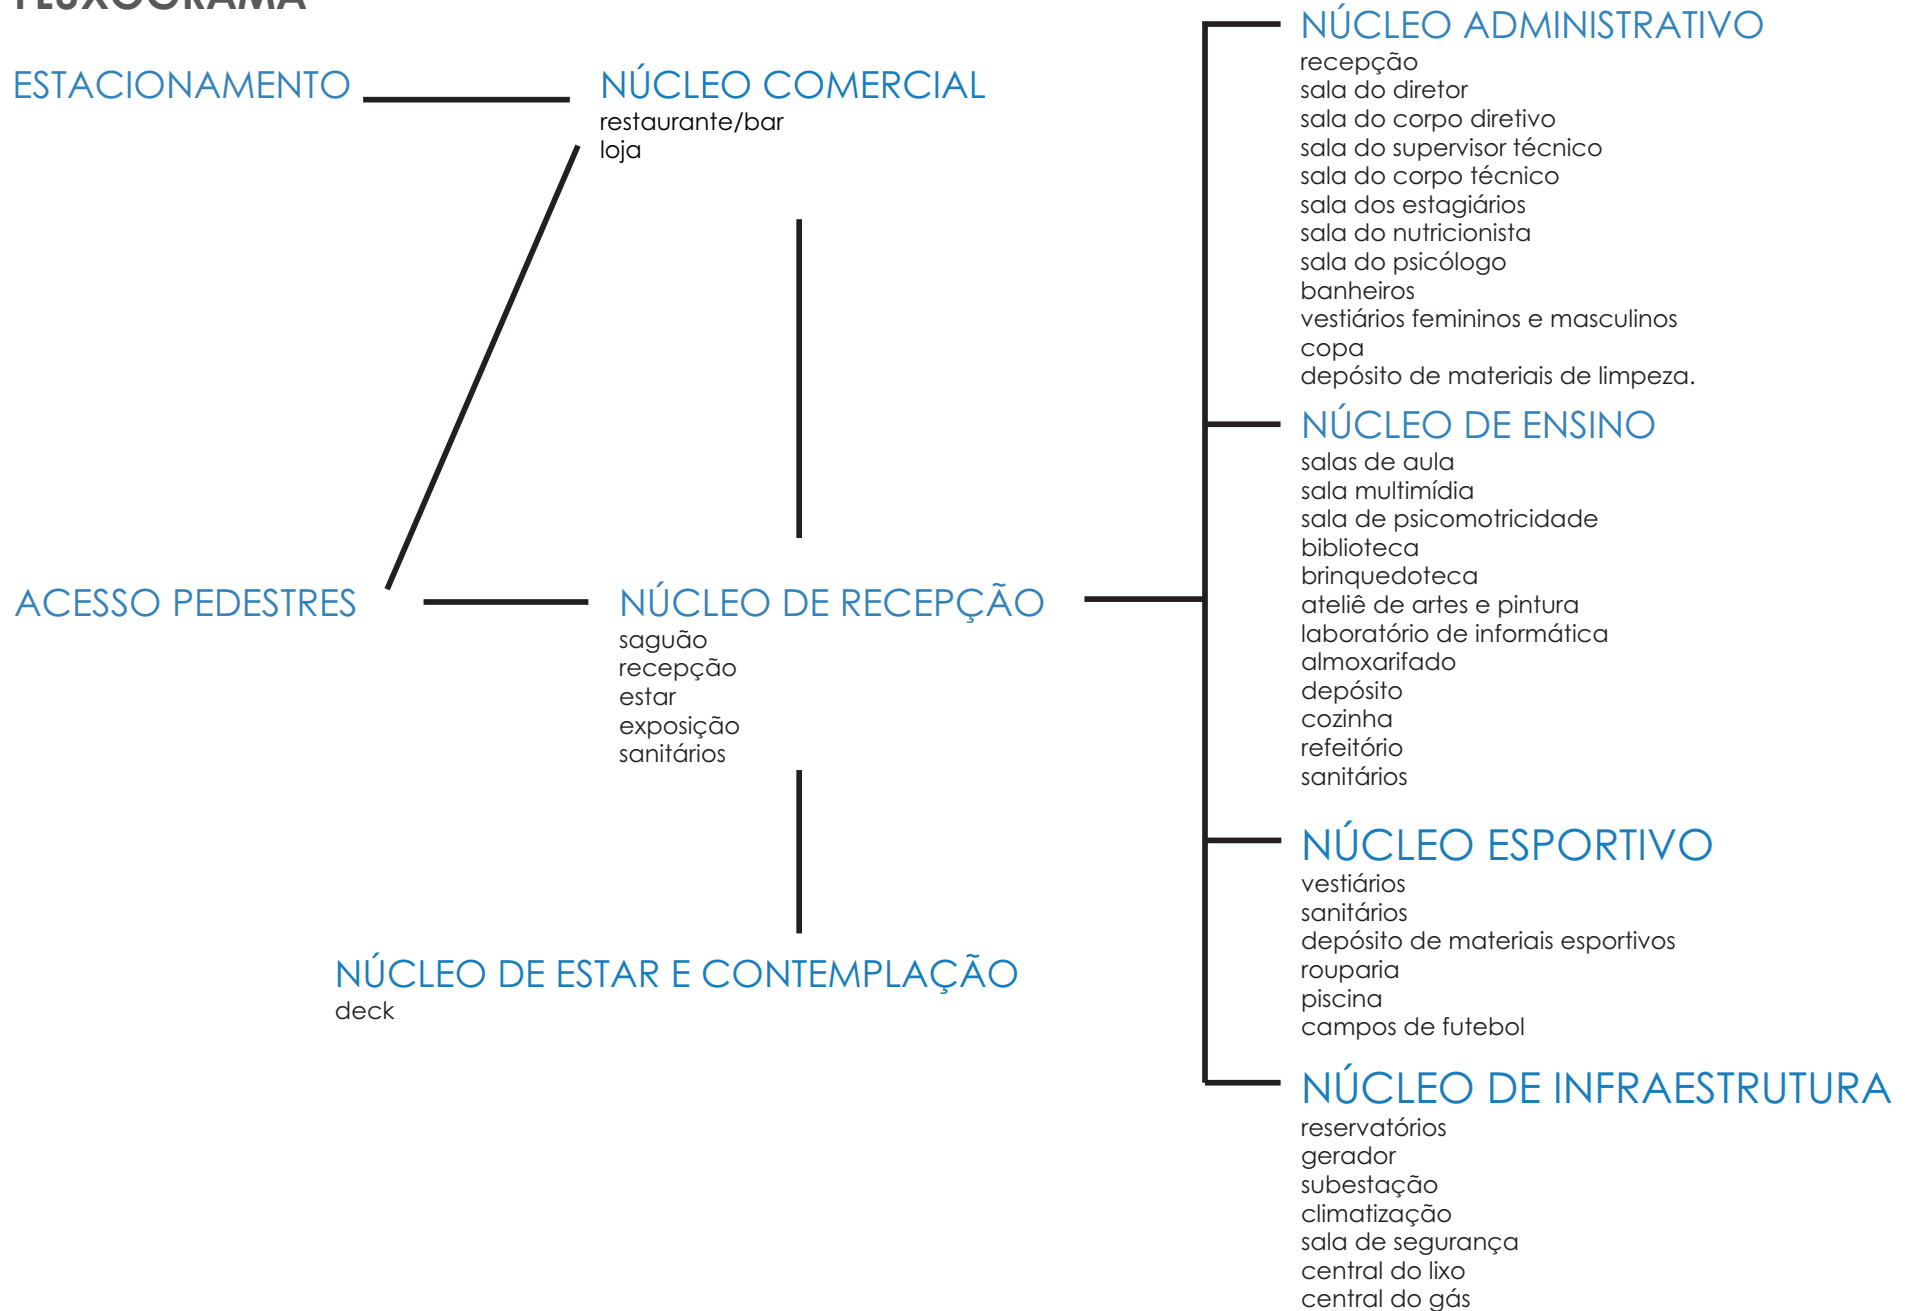 FLUXOGRAMA
ESTACIONAMENTO
NÚCLEO COMERCIAL
restaurante/bar
loja
ACESSO PEDESTRES
NÚCLEO DE RECEPÇÃO
saguão
recepção
estar
exposição
sanitários
NÚCLEO DE ESTAR E CONTEMPLAÇÃO
deck
NÚCLEO ADMINISTRATIVO
recepção
sala do diretor
sala do corpo diretivo
sala do supervisor técnico
sala do corpo técnico
sala dos estagiários
sala do nutricionista
sala do psicólogo
banheiros
vestiários femininos e masculinos
copa
depósito de materiais de limpeza.
NÚCLEO DE ENSINO
salas de aula
sala multimídia
sala de psicomotricidade
biblioteca
brinquedoteca
ateliê de artes e pintura
laboratório de informática
almoxarifado
depósito
cozinha
refeitório
sanitários
NÚCLEO ESPORTIVO
vestiários
sanitários
depósito de materiais esportivos
rouparia
piscina
campos de futebol
NÚCLEO DE INFRAESTRUTURA
reservatórios
gerador
subestação
climatização
sala de segurança
central do lixo
central do gás